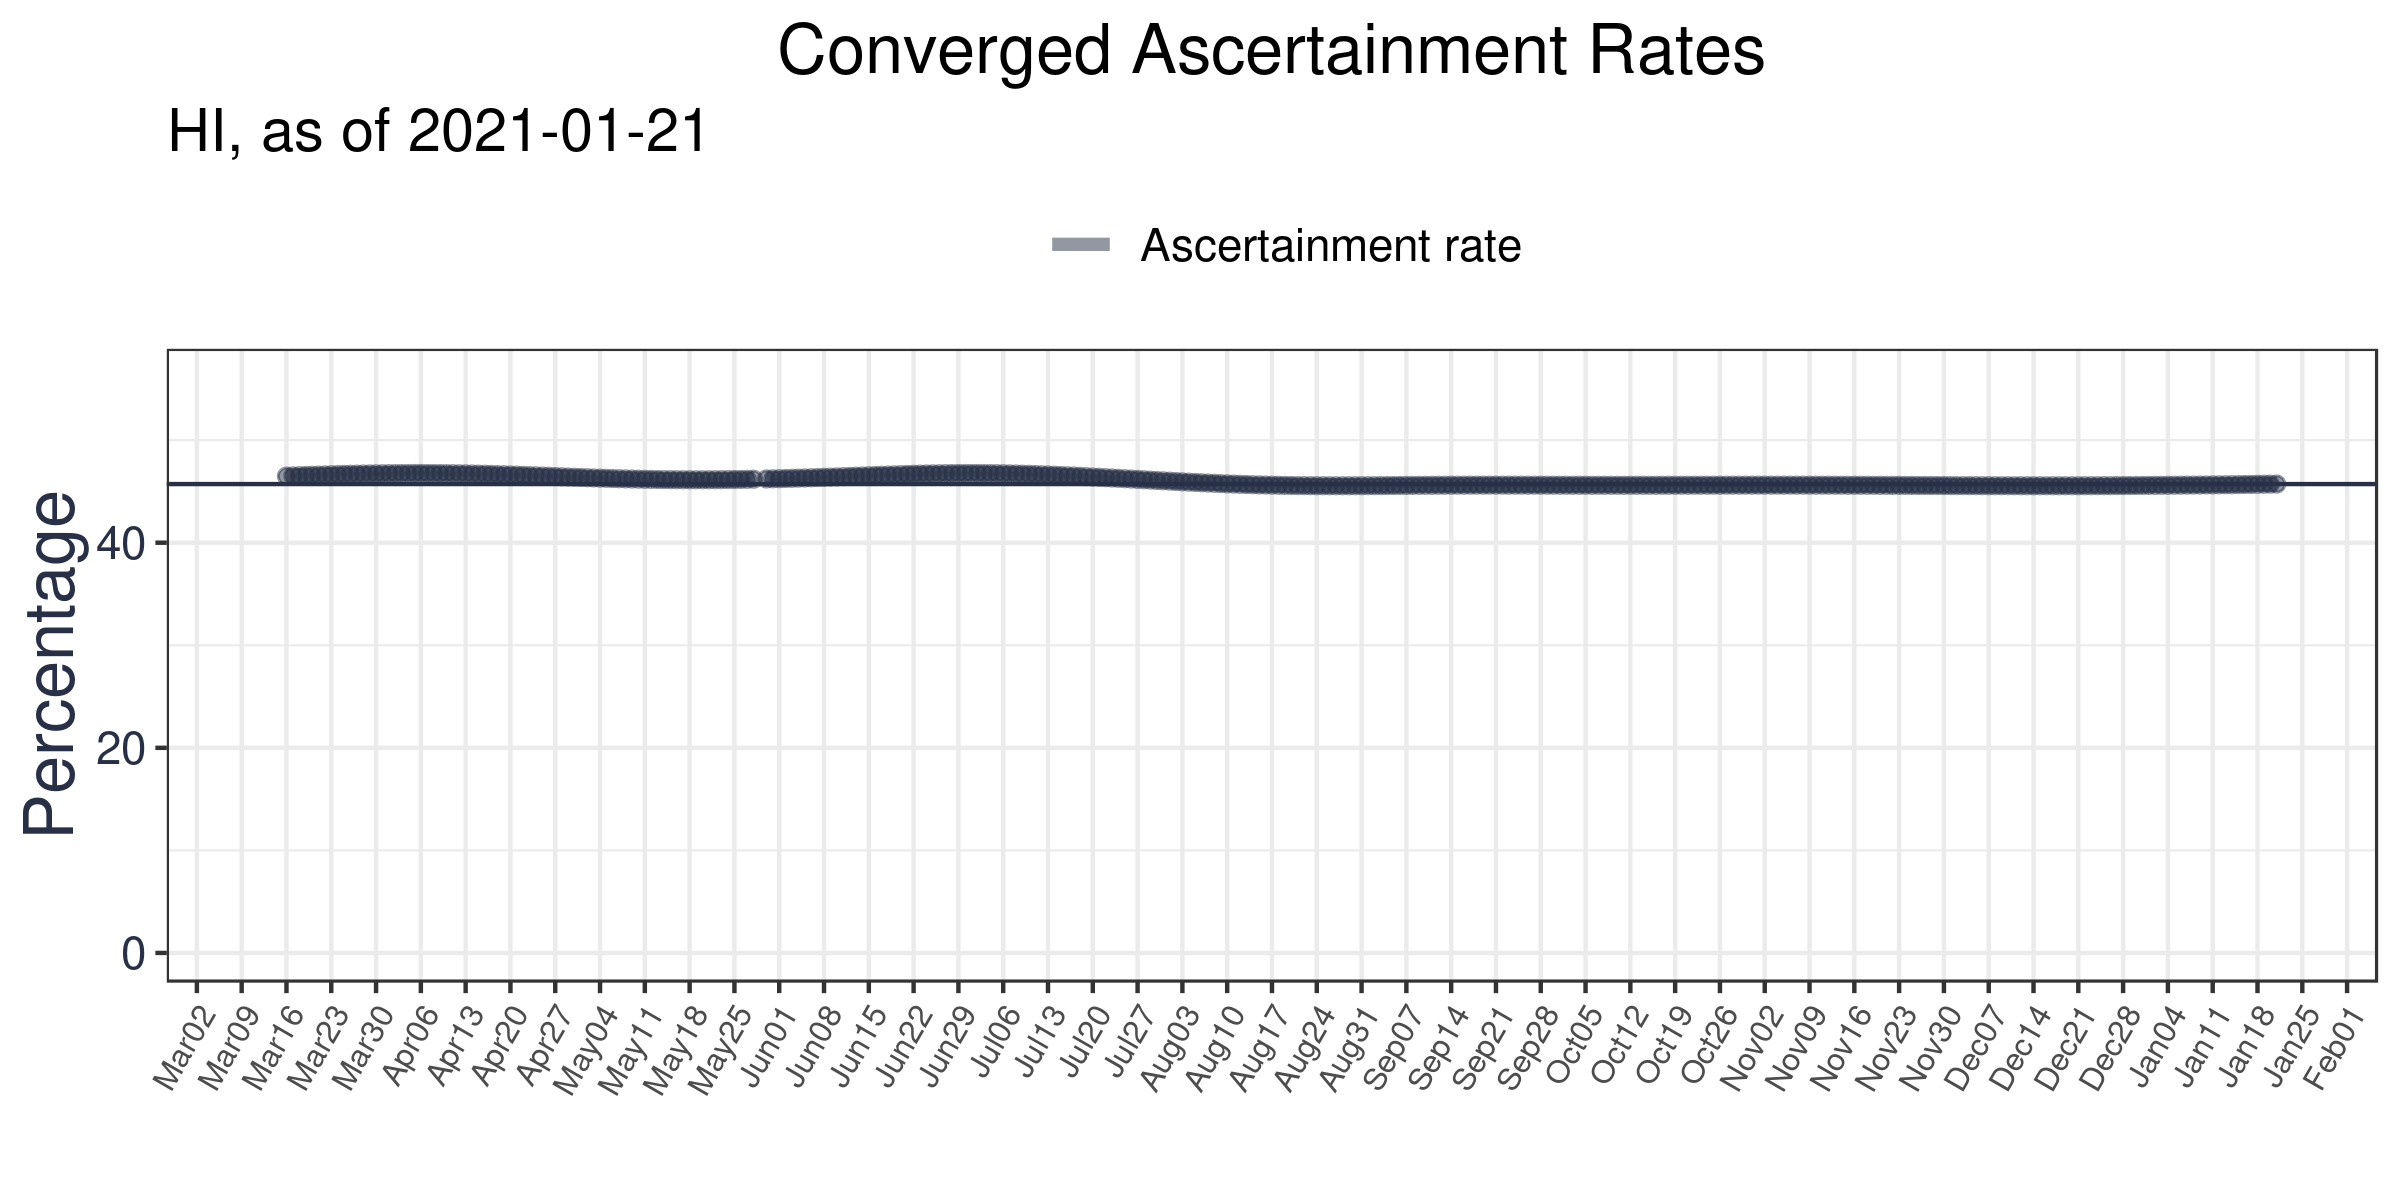 Converged Ascertainment Rates
HI, as of 2021-01-21
Ascertainment rate
Percentage
40
20
0
Mar02 Mar09 Mar16 Mar23 Mar30 Apr06 Apr13 Apr20 Apr27 May04 May11 May18 May25 Jun01 Jun08 Jun15 Jun22 Jun29 Jul06 Jul13 Jul20 Jul27 Aug03 Aug10 Aug17 Aug24 Aug31 Sep07 Sep14 Sep21 Sep28 Oct05 Oct12 Oct19 Oct26 Nov02 Nov09 Nov16 Nov23 Nov30 Dec07 Dec14 Dec21 Dec28 Jan04 Jan11 Jan18 Jan25 Feb01